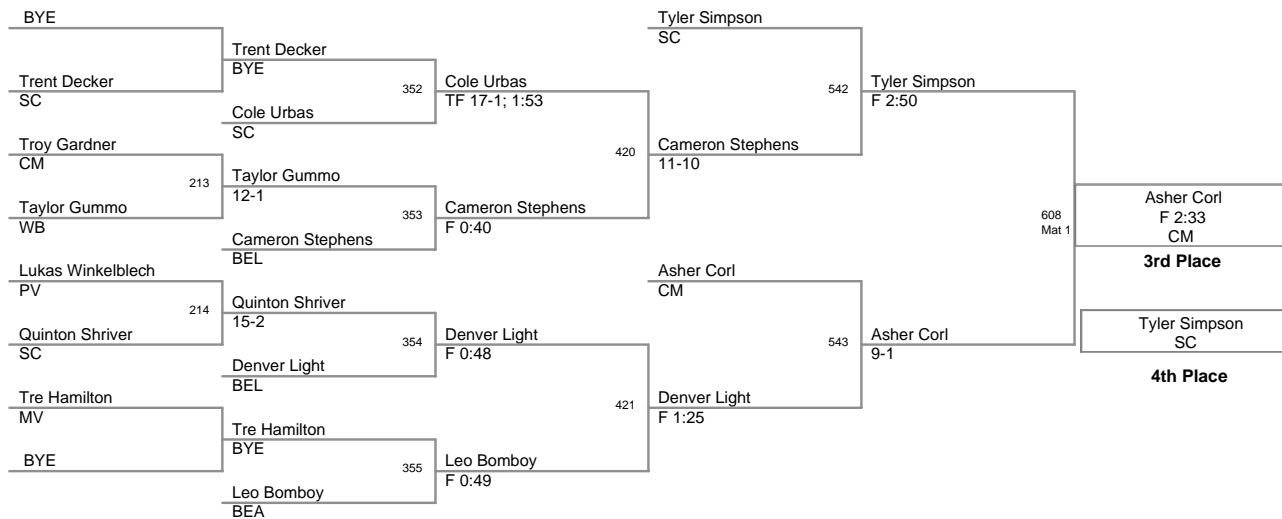 BYE
Trent Decker
SC
Troy Gardner
CM
213
Taylor Gummo
WB
Lukas Winkelblech
PV
214
Quinton Shriver
SC
Tre Hamilton
MV
BYE
Trent Decker
BYE
352
Cole Urbas
SC
Taylor Gummo
12-1
353
Cameron Stephens
BEL
Quinton Shriver
15-2
354
Denver Light
BEL
Tre Hamilton
BYE
355
Leo Bomboy
BEA
Cole Urbas
TF 17-1; 1:53
420
Cameron Stephens
F 0:40
Denver Light
F 0:48
421
Leo Bomboy
F 0:49
Tyler Simpson
SC
542
Cameron Stephens
11-10
Asher Corl
CM
543
Denver Light
F 1:25
Tyler Simpson
F 2:50
608
Mat 1
Asher Corl
9-1
Asher Corl
F 2:33
CM
3rd Place
Tyler Simpson
SC
4th Place